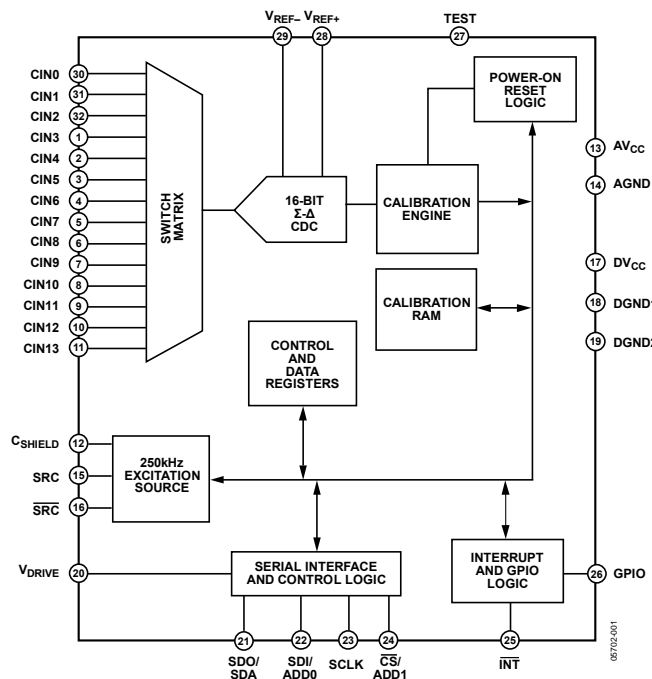 VREF–
VREF+
TEST
29
28
27
CIN0 30
CIN1 31
CIN2 32
CIN3 1
CIN4 2
CIN5 3
CIN6 4
CIN7 5
CIN8 6
CIN9 7
CIN10 8
CIN11 9
CIN12 10
CIN13 11
SWITCH
MATRIX
16-BIT
Σ-Δ
CDC
CALIBRATION
ENGINE
POWER-ON
RESET
LOGIC
CALIBRATION
RAM
CONTROL
AND
DATA
REGISTERS
13 AVCC
14 AGND
17 DVCC
18 DGND1
19 DGND2
CSHIELD 12
SRC 15
S̅R̅C̅ 16
250kHz
EXCITATION
SOURCE
VDRIVE 20
SERIAL INTERFACE
AND CONTROL LOGIC
INTERRUPT
AND GPIO
LOGIC
26 GPIO
21
22
23
24
25
SDO/
SDA
SDI/
ADD0
SCLK
C̅S̅/
ADD1
I̅N̅T̅
05702-001